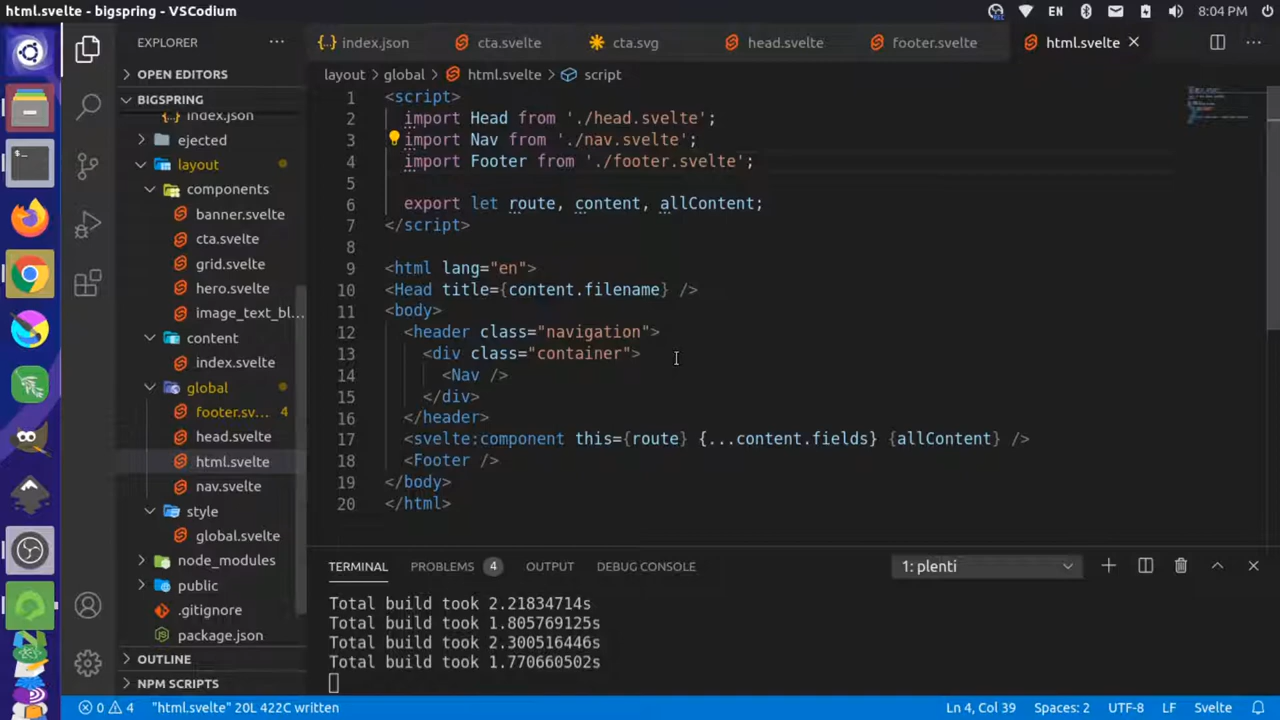 html.svelte - bigspring - VSCodium
EN
8:04 PM
EXPLORER
index.json
cta.svelte
cta.svg
head.svelte
footer.svelte
html.svelte
OPEN EDITORS
BIGSPRING
index.json
ejected
layout
components
banner.svelte
cta.svelte
grid.svelte
hero.svelte
image_text_bl...
content
index.svelte
global
footer.sv... 4
head.svelte
html.svelte
nav.svelte
style
global.svelte
node_modules
public
.gitignore
package.json
OUTLINE
NPM SCRIPTS
layout > global > html.svelte > script
1 <script>
2 import Head from './head.svelte';
3 import Nav from './nav.svelte';
4 import Footer from './footer.svelte';
5
6 export let route, content, allContent;
7 </script>
8
9 <html lang="en">
10 <Head title={content.filename} />
11 <body>
12 <header class="navigation">
13 <div class="container">
14 <Nav />
15 </div>
16 </header>
17 <svelte:component this={route} {...content.fields} {allContent} />
18 <Footer />
19 </body>
20 </html>
TERMINAL PROBLEMS 4 OUTPUT DEBUG CONSOLE 1: plenti
Total build took 2.21834714s
Total build took 1.805769125s
Total build took 2.300516446s
Total build took 1.770660502s
0 4 "html.svelte" 20L 422C written Ln 4, Col 39 Spaces: 2 UTF-8 LF Svelte